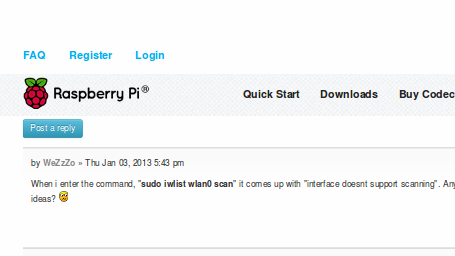 FAQ Register Login
Raspberry Pi® Quick Start Downloads Buy Codec
Post a reply
by WeZzZo » Thu Jan 03, 2013 5:43 pm
When i enter the command, "sudo iwlist wlan0 scan" it comes up with "interface doesnt support scanning". Any
ideas?